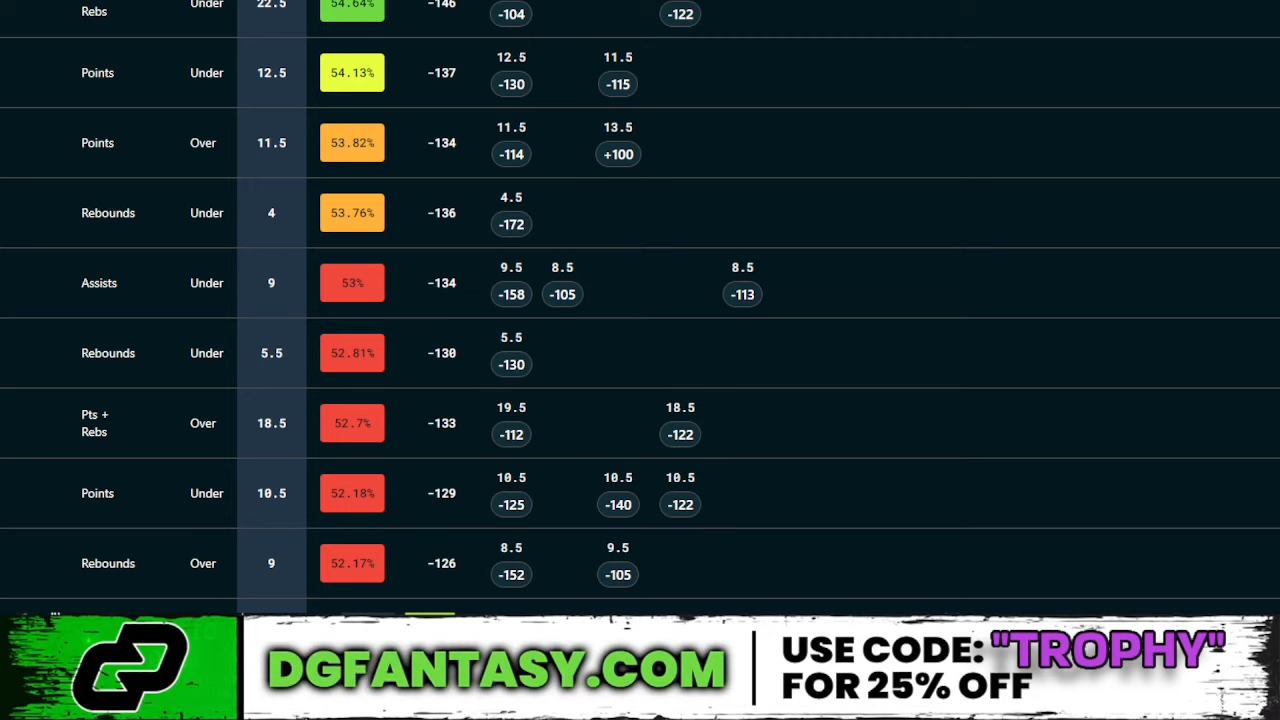 Rebs Under 22.5 54.64% -146 -104 -122
Points Under 12.5 54.13% -137 12.5 -130 11.5 -115
Points Over 11.5 53.82% -134 11.5 -114 13.5 +100
Rebounds Under 4 53.76% -136 4.5 -172
Assists Under 9 53% -134 9.5 -158 8.5 -105 8.5 -113
Rebounds Under 5.5 52.81% -130 5.5 -130
Pts +
Rebs Over 18.5 52.7% -133 19.5 -112 18.5 -122
Points Under 10.5 52.18% -129 10.5 -125 10.5 -140 10.5 -122
Rebounds Over 9 52.17% -126 8.5 -152 9.5 -105
DGFANTASY.COM
USE CODE: "TROPHY"
FOR 25% OFF